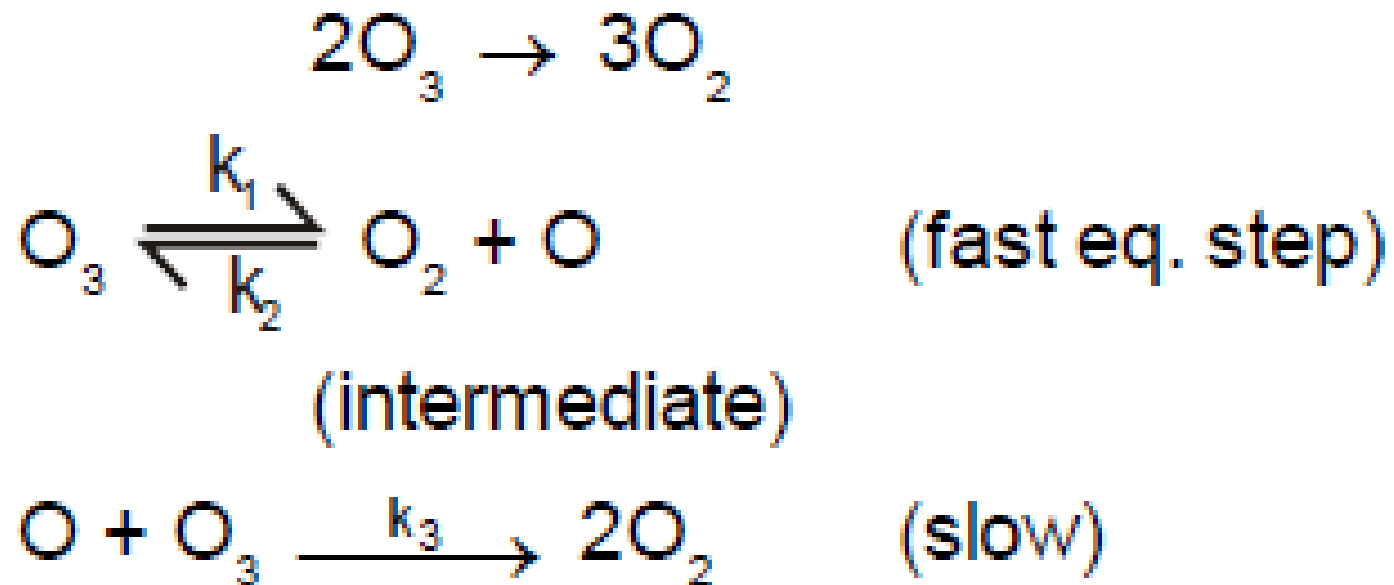 2O₃ → 3O₂
k₁
O₃ ⇌ O₂ + O (fast eq. step)
k₂
(intermediate)
k₃
O + O₃ ⟶ 2O₂ (slow)